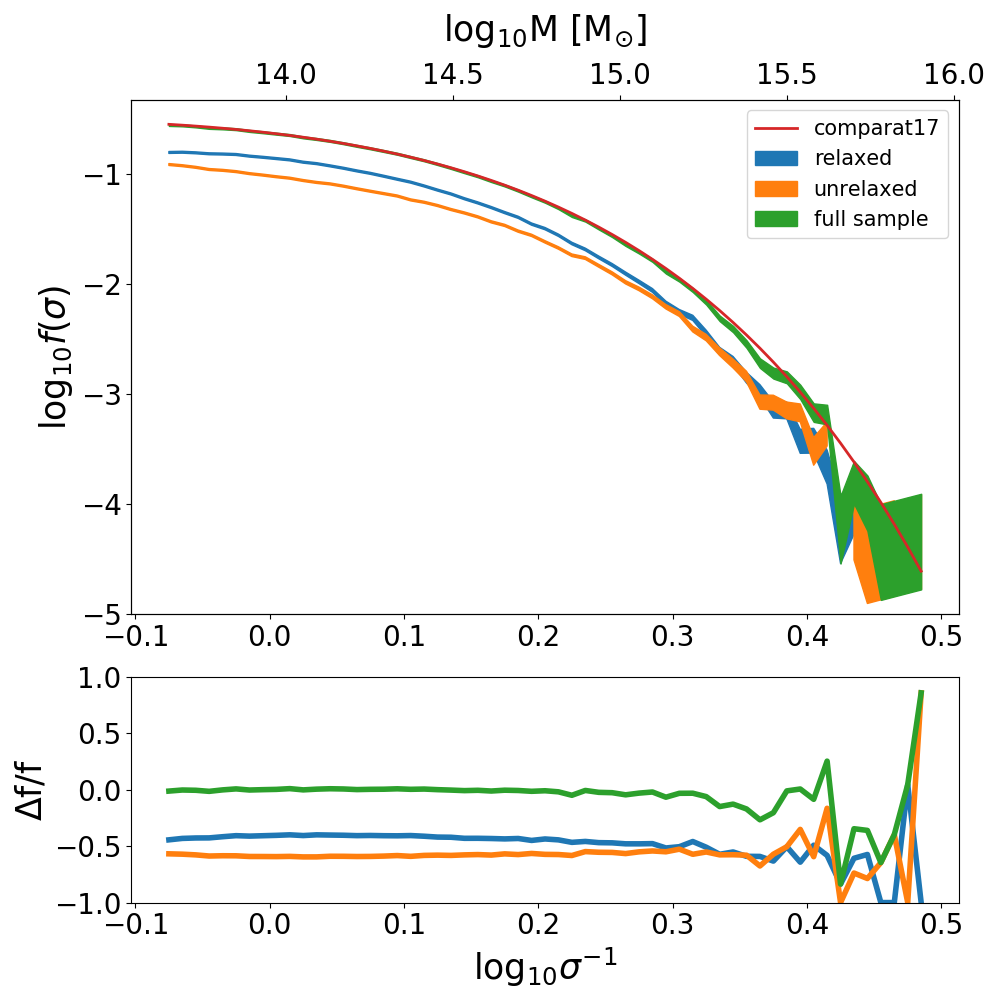 log₁₀M [M⊙]
14.0 14.5 15.0 15.5 16.0
comparat17
relaxed
unrelaxed
full sample
log₁₀f(σ)
−1
−2
−3
−4
−5
−0.1 0.0 0.1 0.2 0.3 0.4 0.5
Δf/f
1.0
0.5
0.0
−0.5
−1.0
−0.1 0.0 0.1 0.2 0.3 0.4 0.5
log₁₀σ⁻¹